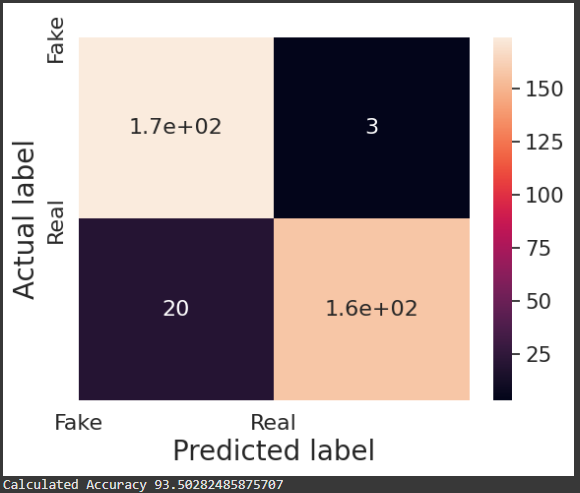 Fake
1.7e+02 3
150
125
100
Actual label
Real
75
50
20 1.6e+02
25
Fake Real
Predicted label
Calculated Accuracy 93.50282485875707